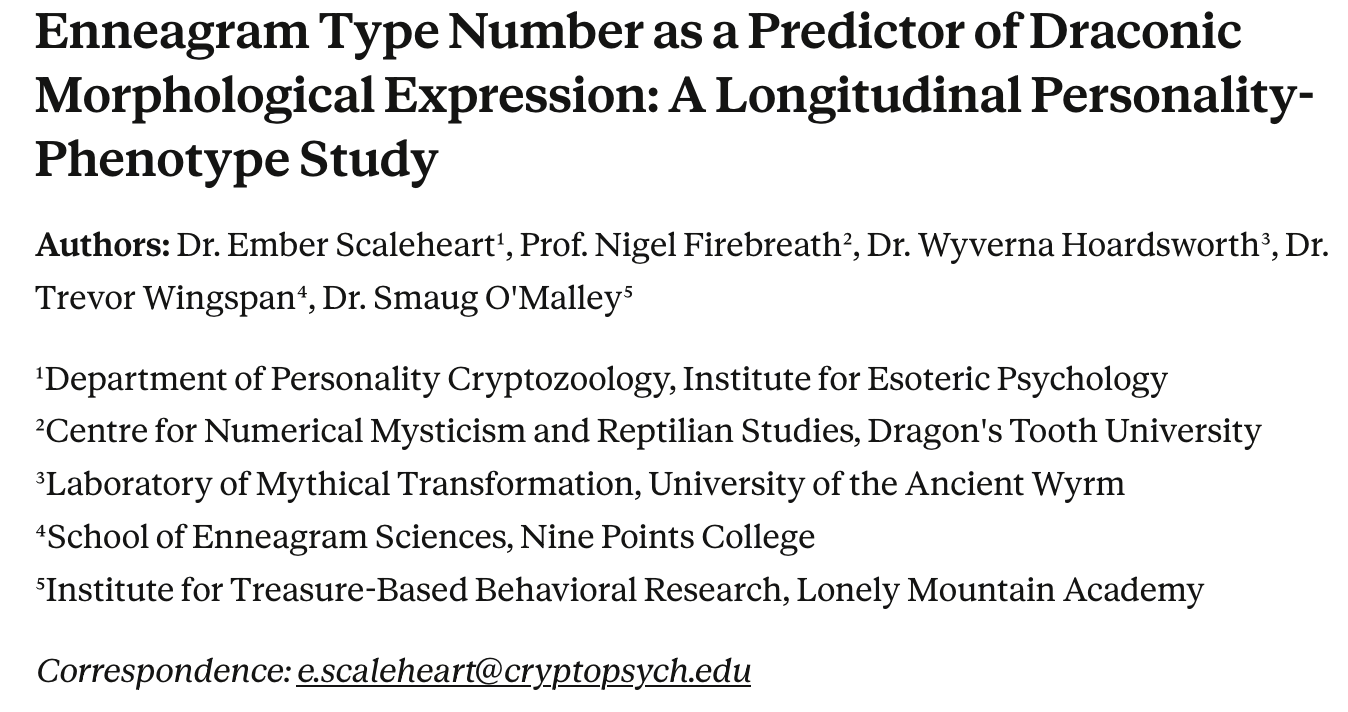 Enneagram Type Number as a Predictor of Draconic
Morphological Expression: A Longitudinal Personality-
Phenotype Study
Authors: Dr. Ember Scaleheart¹, Prof. Nigel Firebreath², Dr. Wyverna Hoardsworth³, Dr.
Trevor Wingspan⁴, Dr. Smaug O'Malley⁵
¹Department of Personality Cryptozoology, Institute for Esoteric Psychology
²Centre for Numerical Mysticism and Reptilian Studies, Dragon's Tooth University
³Laboratory of Mythical Transformation, University of the Ancient Wyrm
⁴School of Enneagram Sciences, Nine Points College
⁵Institute for Treasure-Based Behavioral Research, Lonely Mountain Academy
Correspondence: e.scaleheart@cryptopsych.edu